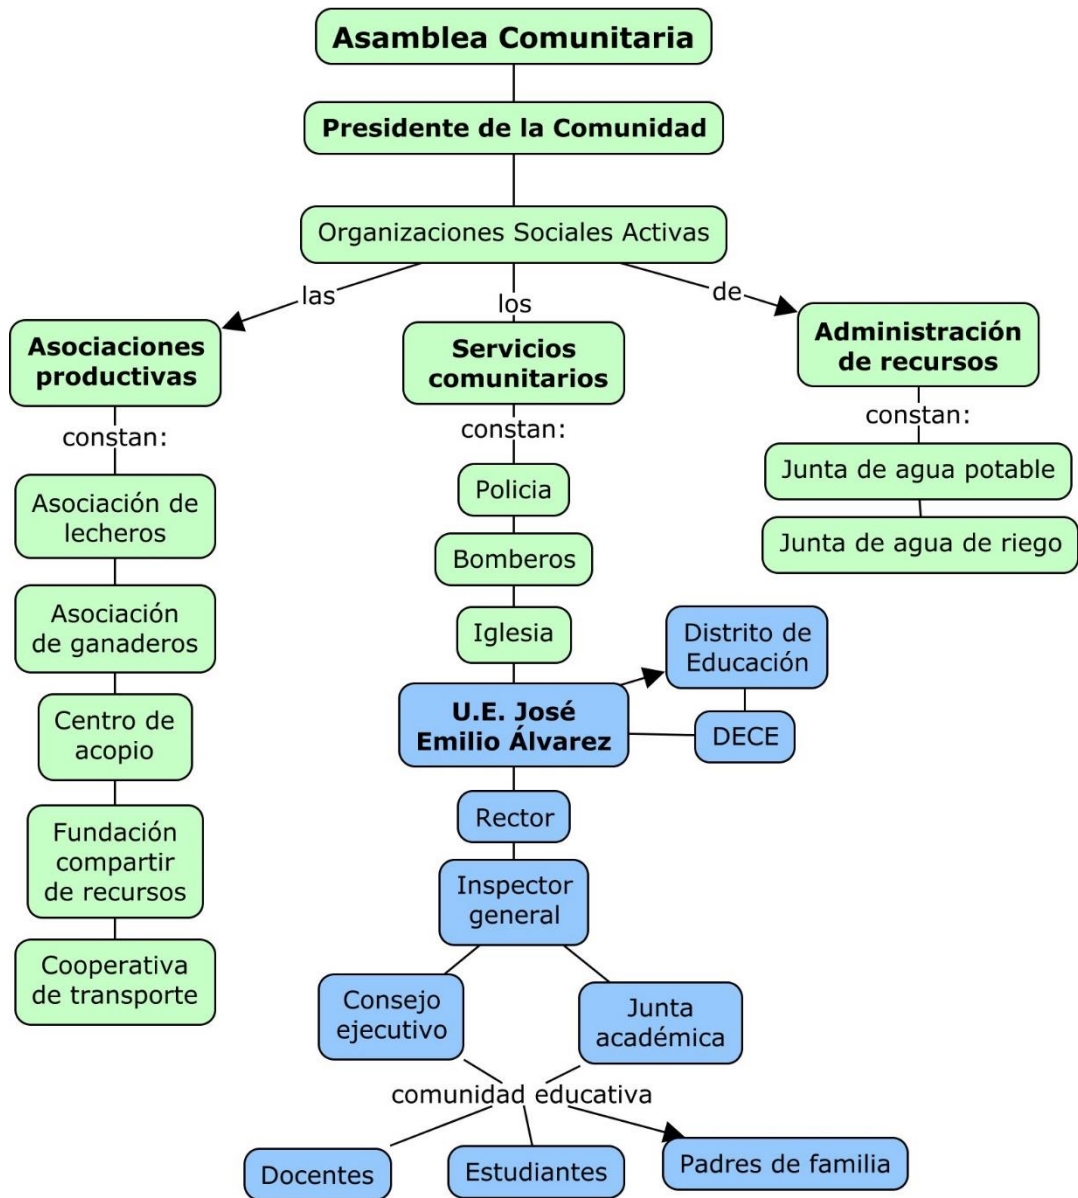 Asamblea Comunitaria
Presidente de la Comunidad
Organizaciones Sociales Activas
las
los
de
Asociaciones
productivas
constan:
Asociación de
lecheros
Asociación
de ganaderos
Centro de
acopio
Fundación
compartir
de recursos
Cooperativa
de transporte
Servicios
comunitarios
constan:
Policia
Bomberos
Iglesia
U.E. José
Emilio Álvarez
Distrito de
Educación
DECE
Rector
Inspector
general
Consejo
ejecutivo
Junta
académica
comunidad educativa
Docentes
Estudiantes
Padres de familia
Administración
de recursos
constan:
Junta de agua potable
Junta de agua de riego